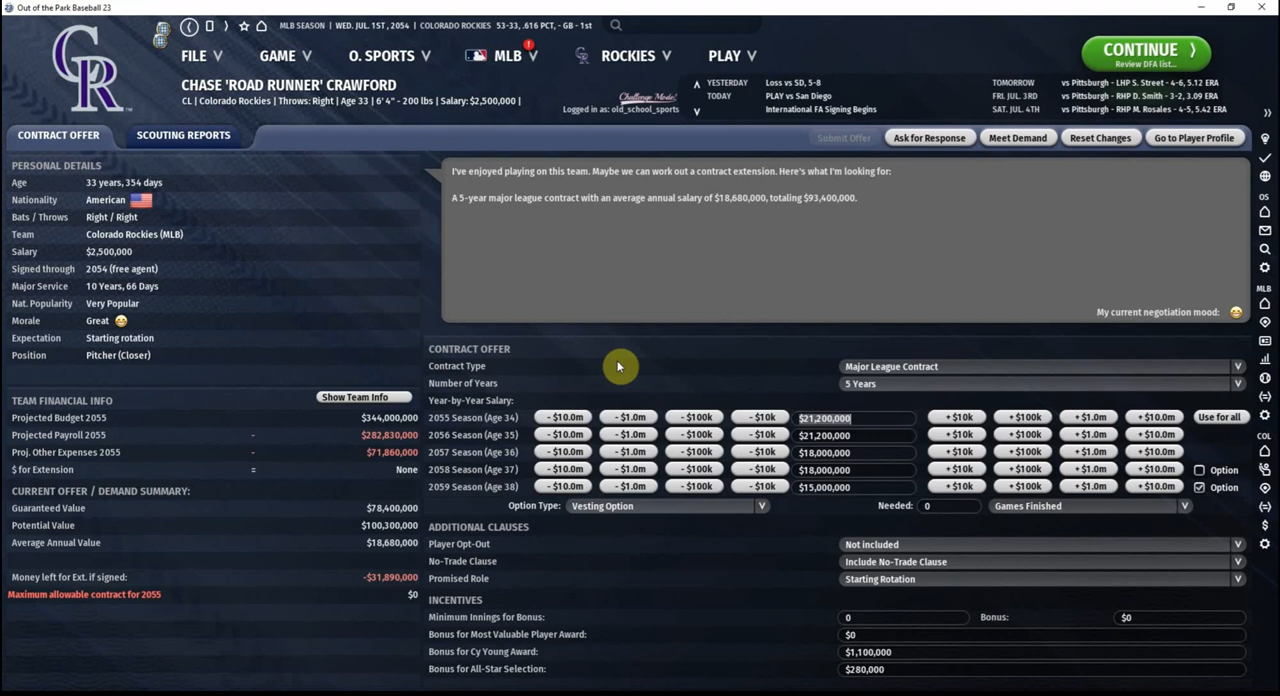 Out of the Park Baseball 23
MLB SEASON | WED. JUL. 1ST, 2054 | COLORADO ROCKIES 53-33, .616 PCT, - GB - 1st
FILE GAME O. SPORTS MLB ROCKIES PLAY
CONTINUE
Review DFA list...
CHASE 'ROAD RUNNER' CRAWFORD
CL | Colorado Rockies | Throws: Right | Age 33 | 6' 4" - 200 lbs | Salary: $2,500,000 |
Challenge Mode!
Logged in as: old_school_sports
YESTERDAY Loss vs SD, 5-8
TODAY PLAY vs San Diego
International FA Signing Begins
TOMORROW vs Pittsburgh - LHP S. Street - 4-6, 5.12 ERA
FRI. JUL. 3RD vs Pittsburgh - RHP D. Smith - 3-2, 3.09 ERA
SAT. JUL. 4TH vs Pittsburgh - RHP M. Rosales - 4-5, 5.42 ERA
CONTRACT OFFER SCOUTING REPORTS
Submit Offer Ask for Response Meet Demand Reset Changes Go to Player Profile
PERSONAL DETAILS
Age 33 years, 354 days
Nationality American
Bats / Throws Right / Right
Team Colorado Rockies (MLB)
Salary $2,500,000
Signed through 2054 (free agent)
Major Service 10 Years, 66 Days
Nat. Popularity Very Popular
Morale Great
Expectation Starting rotation
Position Pitcher (Closer)
I've enjoyed playing on this team. Maybe we can work out a contract extension. Here's what I'm looking for:
A 5-year major league contract with an average annual salary of $18,680,000, totaling $93,400,000.
My current negotiation mood:
TEAM FINANCIAL INFO Show Team Info
Projected Budget 2055 $344,000,000
Projected Payroll 2055 - $282,830,000
Proj. Other Expenses 2055 - $71,860,000
$ for Extension = None
CURRENT OFFER / DEMAND SUMMARY:
Guaranteed Value $78,400,000
Potential Value $100,300,000
Average Annual Value $18,680,000
Money left for Ext. if signed: -$31,890,000
Maximum allowable contract for 2055 $0
CONTRACT OFFER
Contract Type Major League Contract
Number of Years 5 Years
Year-by-Year Salary:
2055 Season (Age 34) - $10.0m - $1.0m - $100k - $10k $21,200,000 + $10k + $100k + $1.0m + $10.0m Use for all
2056 Season (Age 35) - $10.0m - $1.0m - $100k - $10k $21,200,000 + $10k + $100k + $1.0m + $10.0m
2057 Season (Age 36) - $10.0m - $1.0m - $100k - $10k $18,000,000 + $10k + $100k + $1.0m + $10.0m
2058 Season (Age 37) - $10.0m - $1.0m - $100k - $10k $18,000,000 + $10k + $100k + $1.0m + $10.0m Option
2059 Season (Age 38) - $10.0m - $1.0m - $100k - $10k $15,000,000 + $10k + $100k + $1.0m + $10.0m Option
Option Type: Vesting Option Needed: 0 Games Finished
ADDITIONAL CLAUSES
Player Opt-Out Not included
No-Trade Clause Include No-Trade Clause
Promised Role Starting Rotation
INCENTIVES
Minimum Innings for Bonus: 0 Bonus: $0
Bonus for Most Valuable Player Award: $0
Bonus for Cy Young Award: $1,100,000
Bonus for All-Star Selection: $280,000
OS
MLB
COL